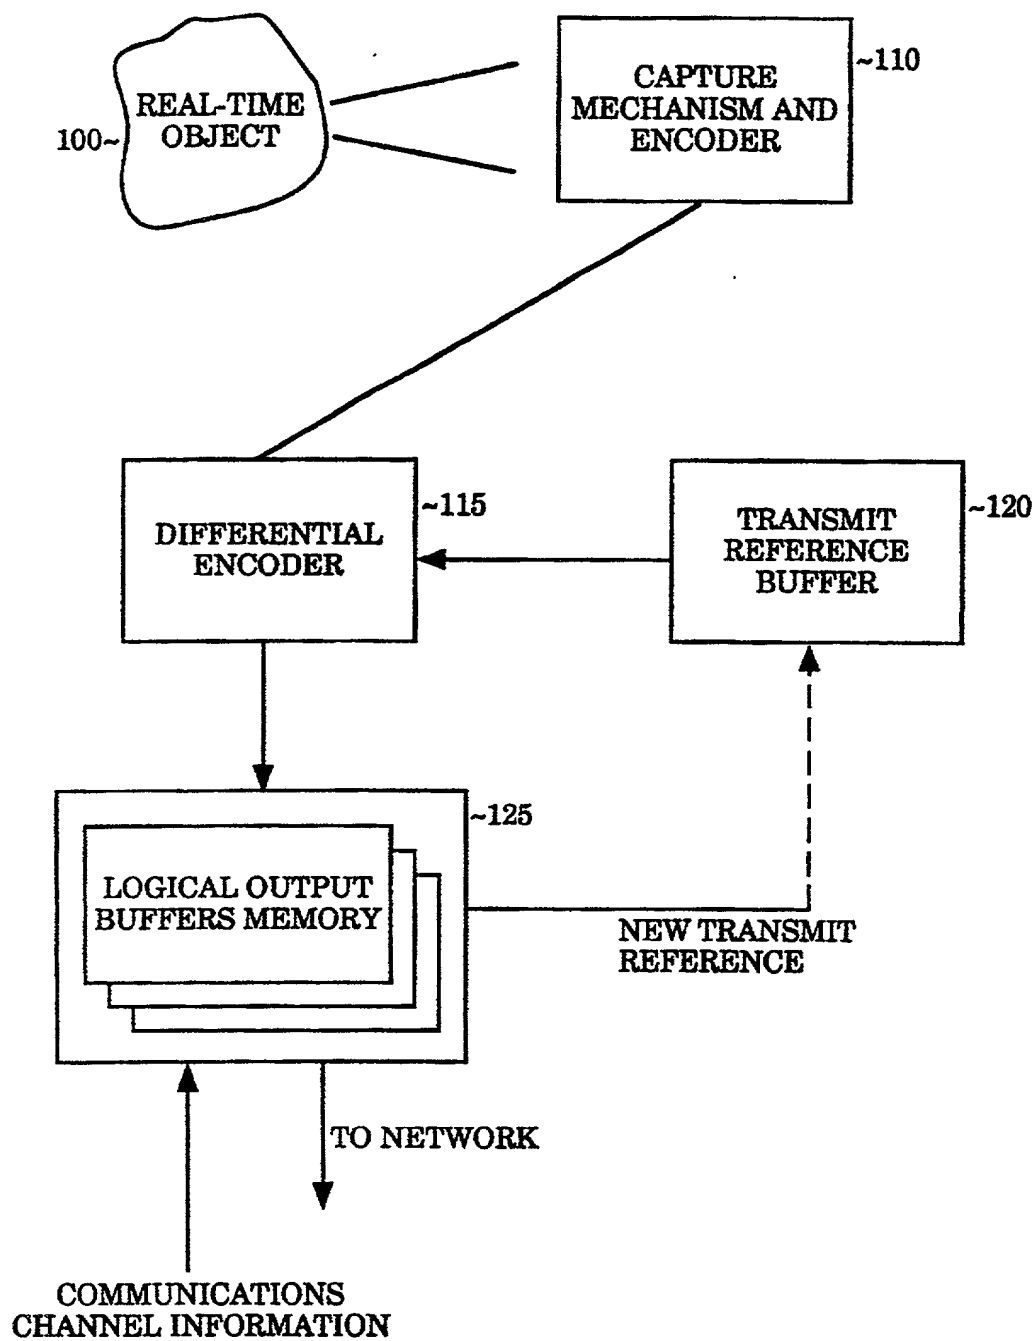 REAL-TIME
OBJECT
100~
CAPTURE
MECHANISM AND
ENCODER
~110
DIFFERENTIAL
ENCODER
~115
TRANSMIT
REFERENCE
BUFFER
~120
LOGICAL OUTPUT
BUFFERS MEMORY
~125
NEW TRANSMIT
REFERENCE
TO NETWORK
COMMUNICATIONS
CHANNEL INFORMATION